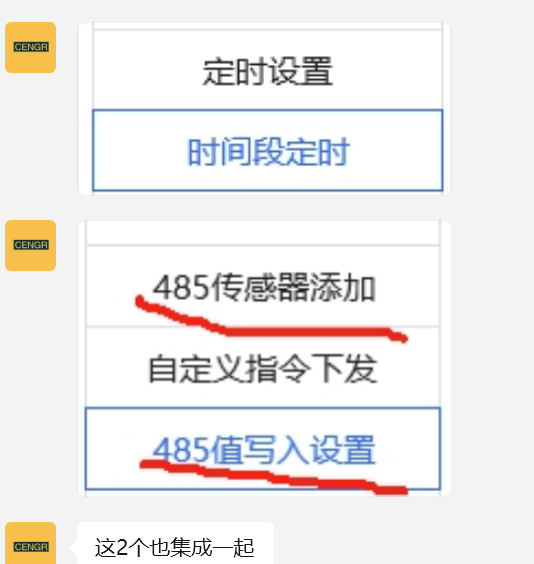 CENGR
定时设置
时间段定时
CENGR
485传感器添加
自定义指令下发
485值写入设置
CENGR
这2个也集成一起